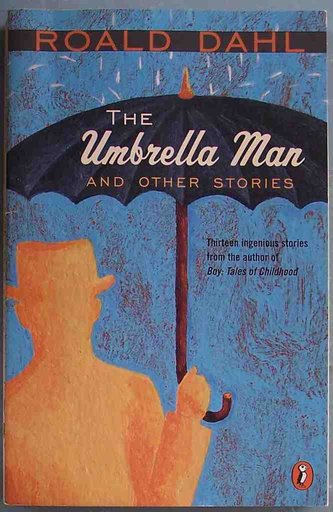 ROALD DAHL
THE
Umbrella Man
AND OTHER STORIES
Thirteen ingenious stories
from the author of
Boy: Tales of Childhood